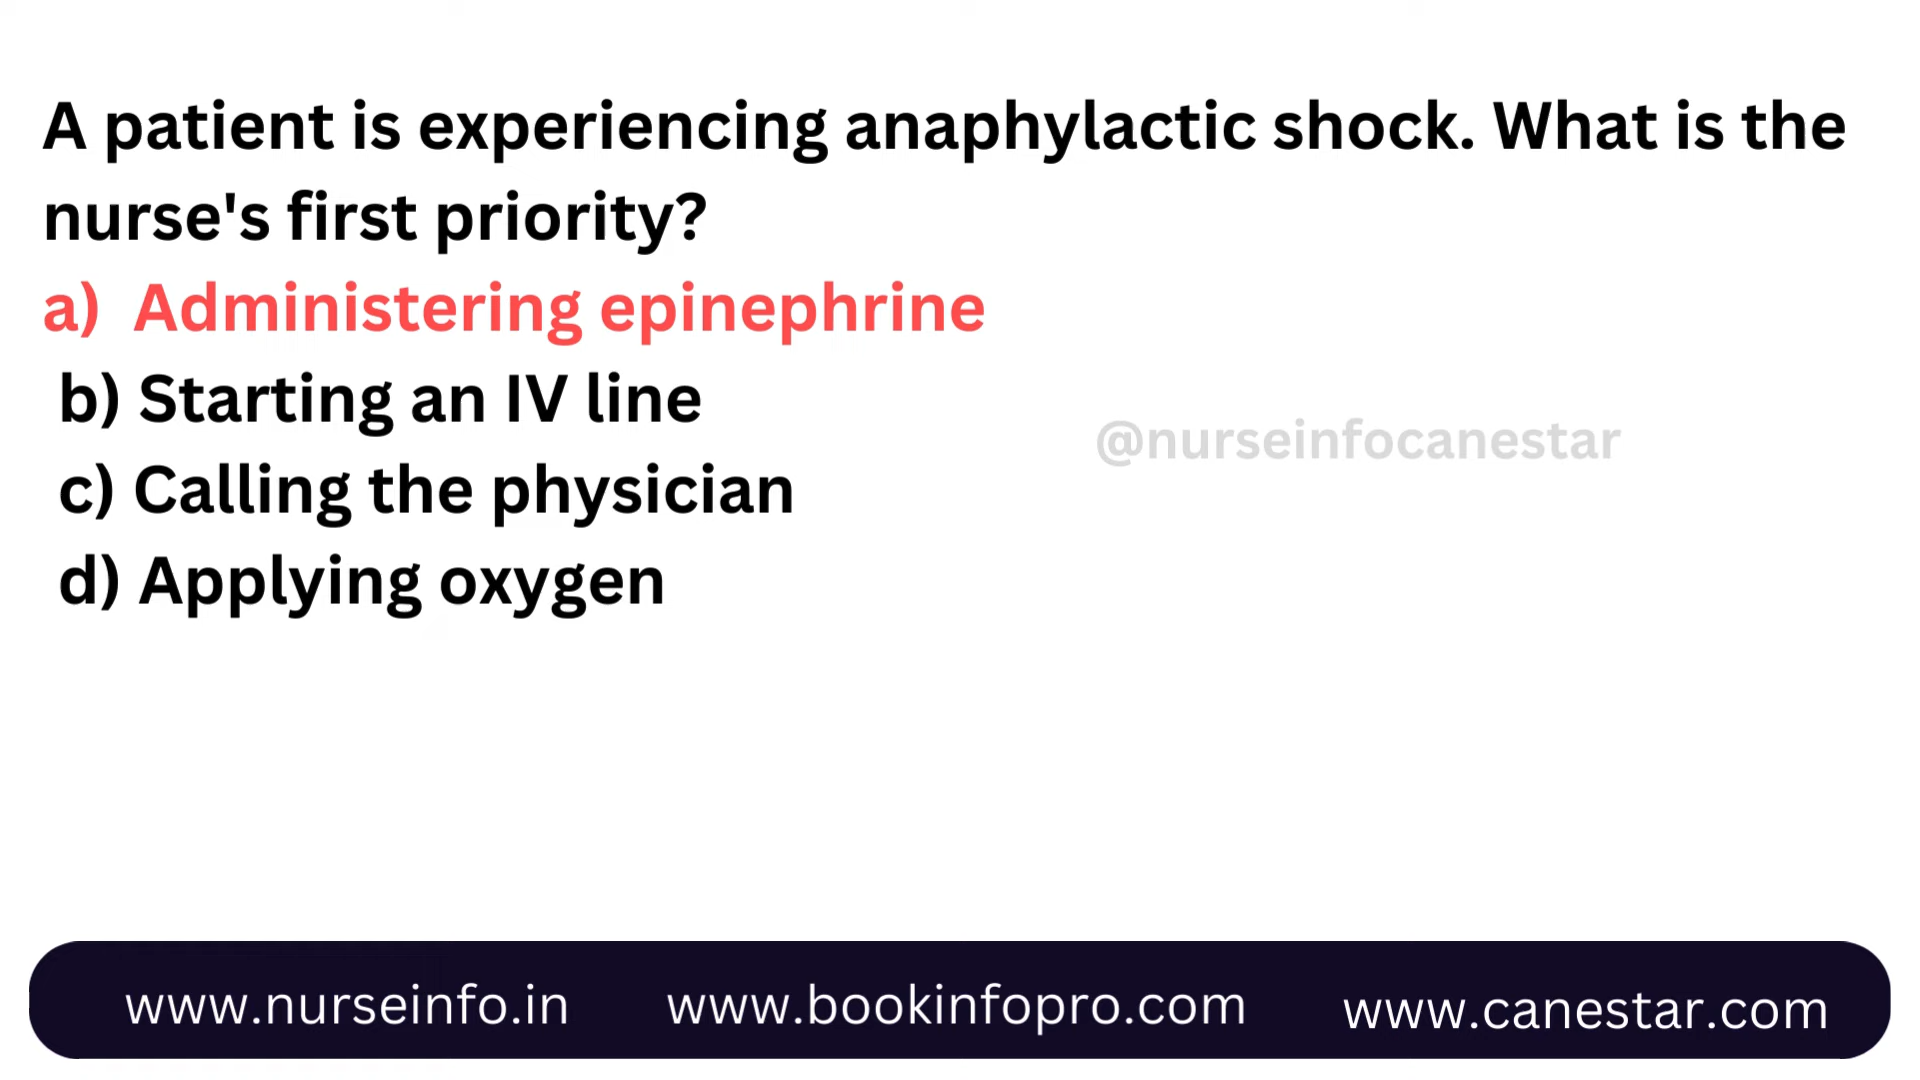 A patient is experiencing anaphylactic shock. What is the
nurse's first priority?
a) Administering epinephrine
b) Starting an IV line
@nurseinfocanestar
c) Calling the physician
d) Applying oxygen
www.nurseinfo.in www.bookinfopro.com www.canestar.com